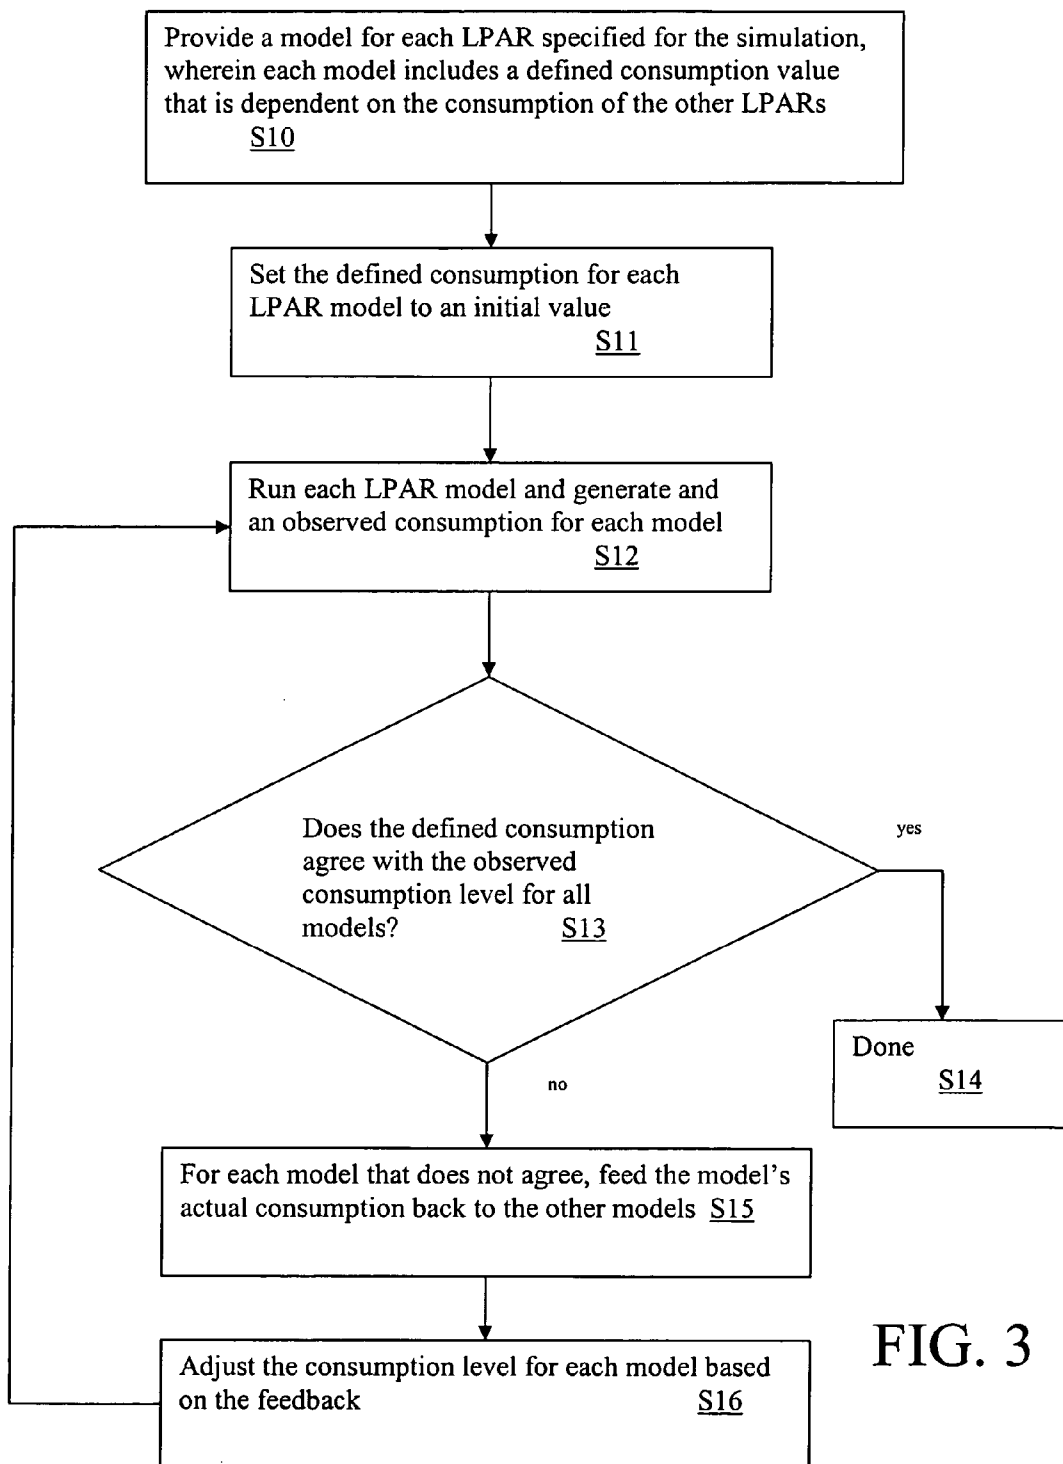 Provide a model for each LPAR specified for the simulation,
wherein each model includes a defined consumption value
that is dependent on the consumption of the other LPARs
S10
Set the defined consumption for each
LPAR model to an initial value
S11
Run each LPAR model and generate and
an observed consumption for each model
S12
Does the defined consumption
agree with the observed
consumption level for all
models? S13
yes
Done
S14
no
For each model that does not agree, feed the model's
actual consumption back to the other models S15
Adjust the consumption level for each model based
on the feedback S16
FIG. 3